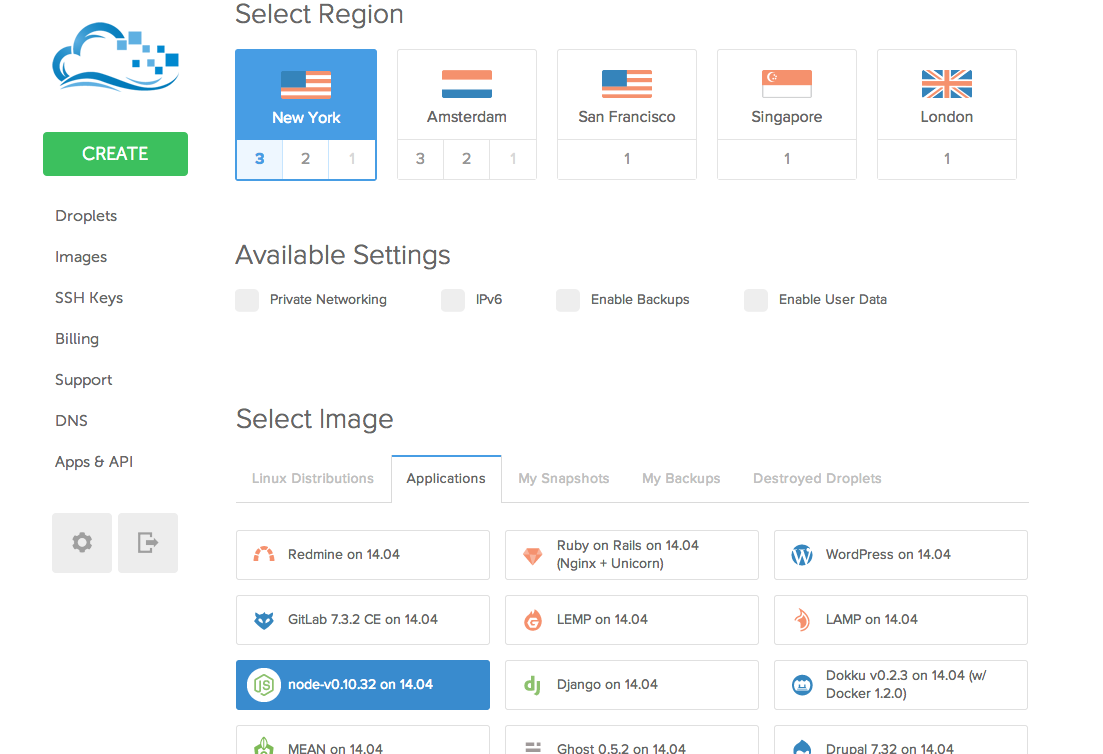 Select Region
New York
Amsterdam
San Francisco
Singapore
London
3 2 1
3 2 1
1
1
1
CREATE
Droplets
Images
SSH Keys
Billing
Support
DNS
Apps & API
Available Settings
Private Networking
IPv6
Enable Backups
Enable User Data
Select Image
Linux Distributions
Applications
My Snapshots
My Backups
Destroyed Droplets
Redmine on 14.04
Ruby on Rails on 14.04
(Nginx + Unicorn)
WordPress on 14.04
GitLab 7.3.2 CE on 14.04
LEMP on 14.04
LAMP on 14.04
node-v0.10.32 on 14.04
dj
Django on 14.04
Dokku v0.2.3 on 14.04 (w/
Docker 1.2.0)
MEAN on 14.04
Ghost 0.5.2 on 14.04
Drupal 7.32 on 14.04